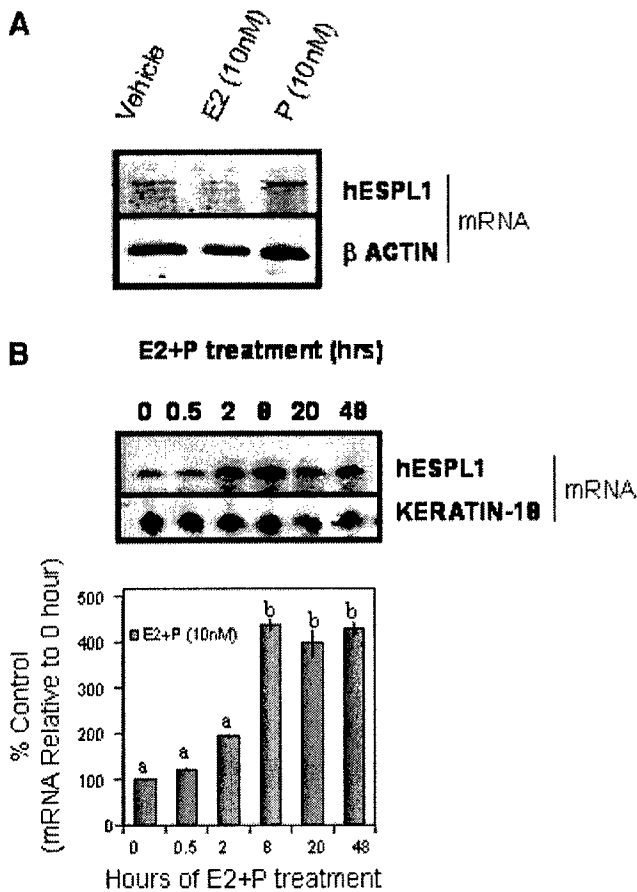 A
Vehicle
E2 (10nM)
P (10nM)
hESPL1
β ACTIN
mRNA
B
E2+P treatment (hrs)
0 0.5 2 8 20 48
hESPL1
KERATIN-18
mRNA
% Control
(mRNA Relative to 0 hour)
500
400
300
200
100
0
E2+P (10nM)
a a a b b b
0 0.5 2 8 20 48
Hours of E2+P treatment